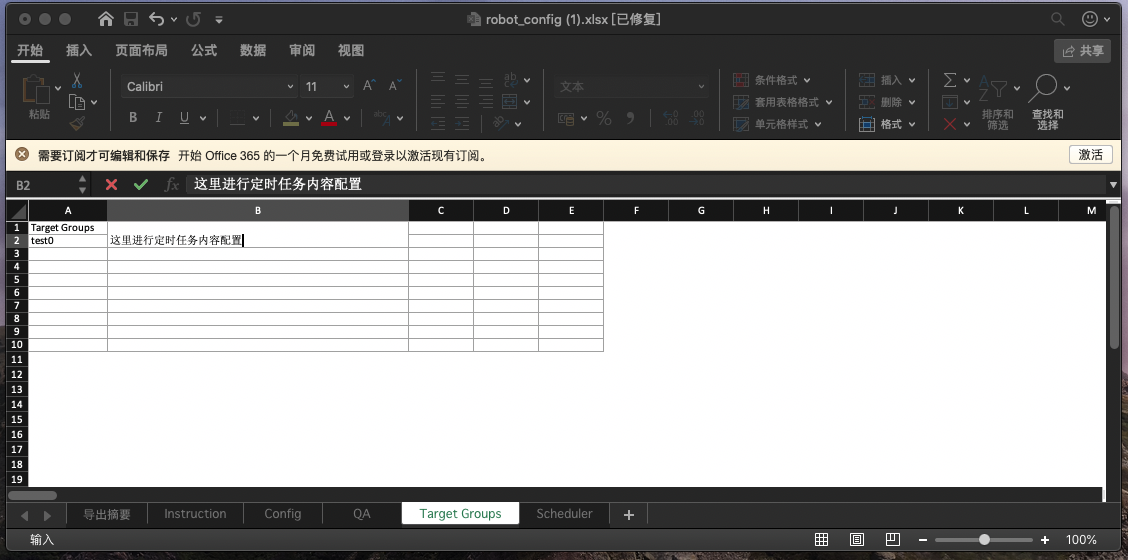 robot_config (1).xlsx [已修复]
开始 插入 页面布局 公式 数据 审阅 视图 共享
粘贴 Calibri 11 B I U A A A abc ab 文本 % 条件格式 套用表格格式 单元格样式 插入 删除 格式 排序和筛选 查找和选择
需要订阅才可编辑和保存 开始 Office 365 的一个月免费试用或登录以激活现有订阅。 激活
B2 fx 这里进行定时任务内容配置
A B C D E F G H I J K L M
1 Target Groups
2 test0 这里进行定时任务内容配置
3
4
5
6
7
8
9
10
11
12
13
14
15
16
17
18
19
导出摘要 Instruction Config QA Target Groups Scheduler +
输入 100%